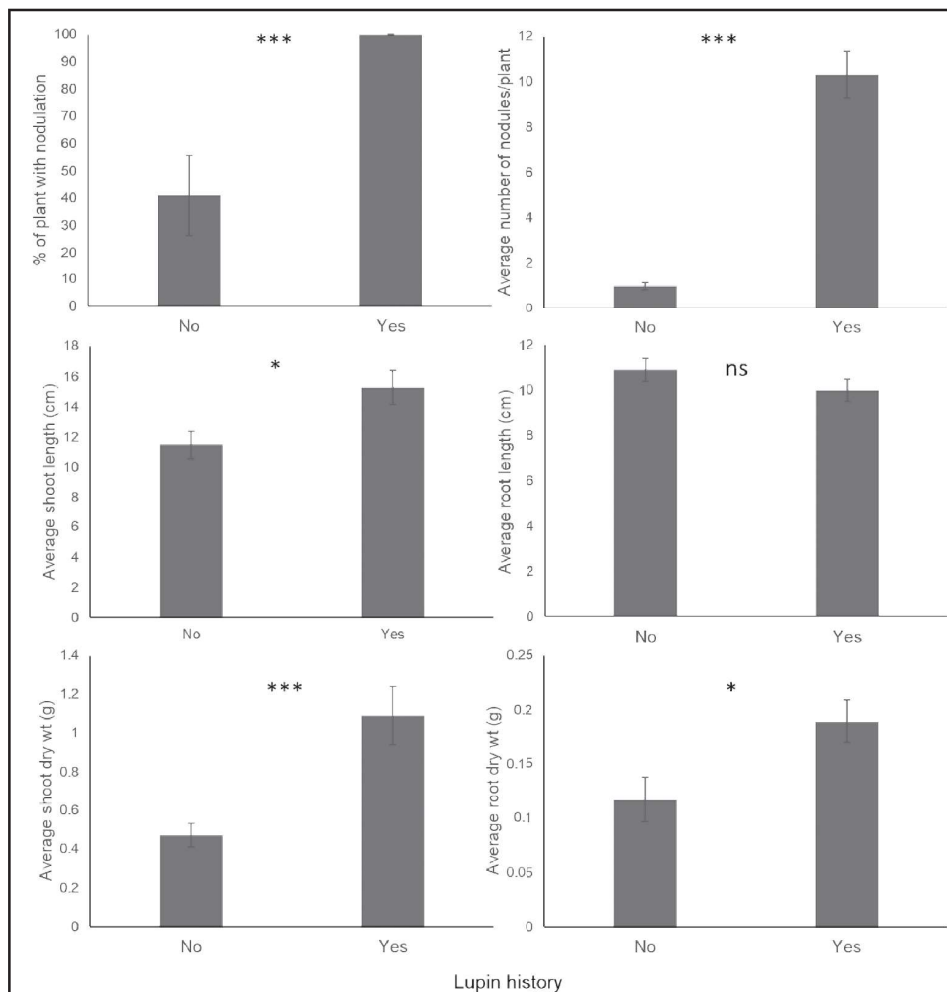 % of plant with nodulation
100
90
80
70
60
50
40
30
20
10
0
***
No
Yes
Average number of nodules/plant
12
10
8
6
4
2
0
***
No
Yes
Average shoot length (cm)
18
16
14
12
10
8
6
4
2
0
*
No
Yes
Average root length (cm)
12
10
8
6
4
2
0
ns
No
Yes
Average shoot dry wt (g)
1.4
1.2
1
0.8
0.6
0.4
0.2
0
***
No
Yes
Average root dry wt (g)
0.25
0.2
0.15
0.1
0.05
0
*
No
Yes
Lupin history